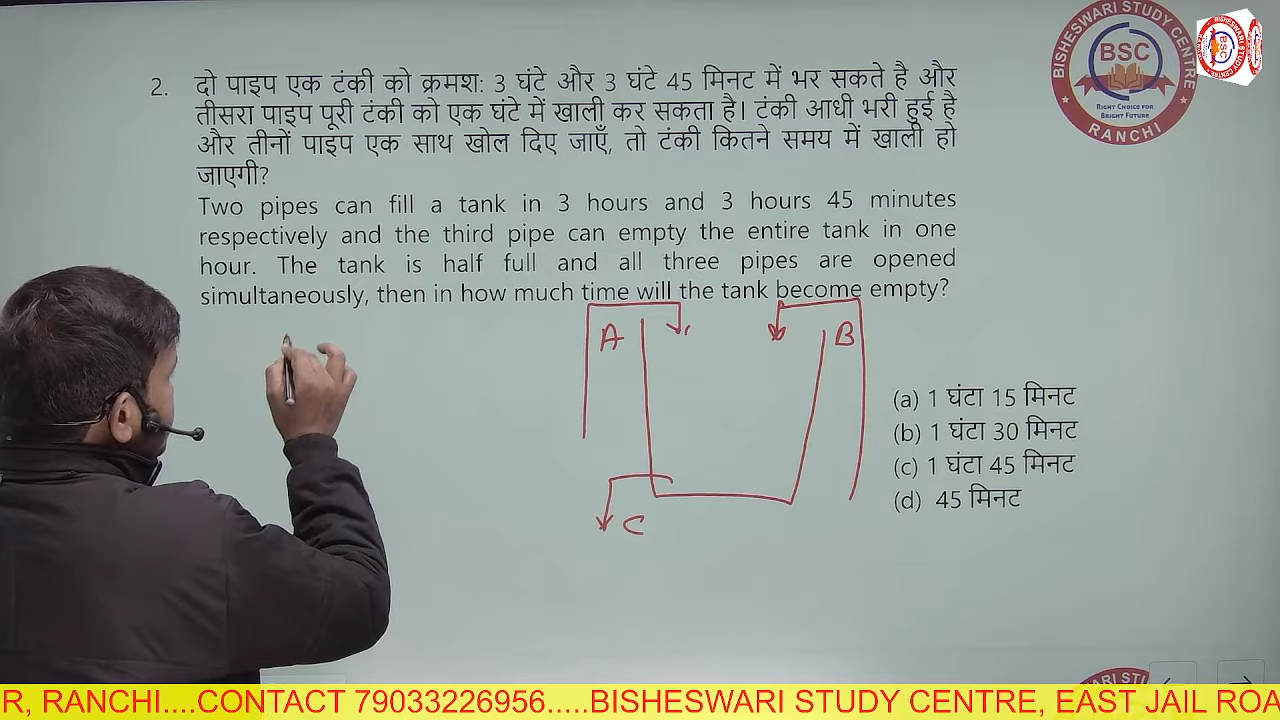 2. दो पाइप एक टंकी को क्रमश: 3 घंटे और 3 घंटे 45 मिनट में भर सकते है और
तीसरा पाइप पूरी टंकी को एक घंटे में खाली कर सकता है। टंकी आधी भरी हुई है
और तीनों पाइप एक साथ खोल दिए जाएँ, तो टंकी कितने समय में खाली हो
जाएगी?
Two pipes can fill a tank in 3 hours and 3 hours 45 minutes
respectively and the third pipe can empty the entire tank in one
hour. The tank is half full and all three pipes are opened
simultaneously, then in how much time will the tank become empty?
A
B
C
(a) 1 घंटा 15 मिनट
(b) 1 घंटा 30 मिनट
(c) 1 घंटा 45 मिनट
(d) 45 मिनट
BISHESWARI STUDY CENTRE
BSC
RIGHT CHOICE FOR
BRIGHT FUTURE
RANCHI
R, RANCHI....CONTACT 79033226956.....BISHESWARI STUDY CENTRE, EAST JAIL ROA